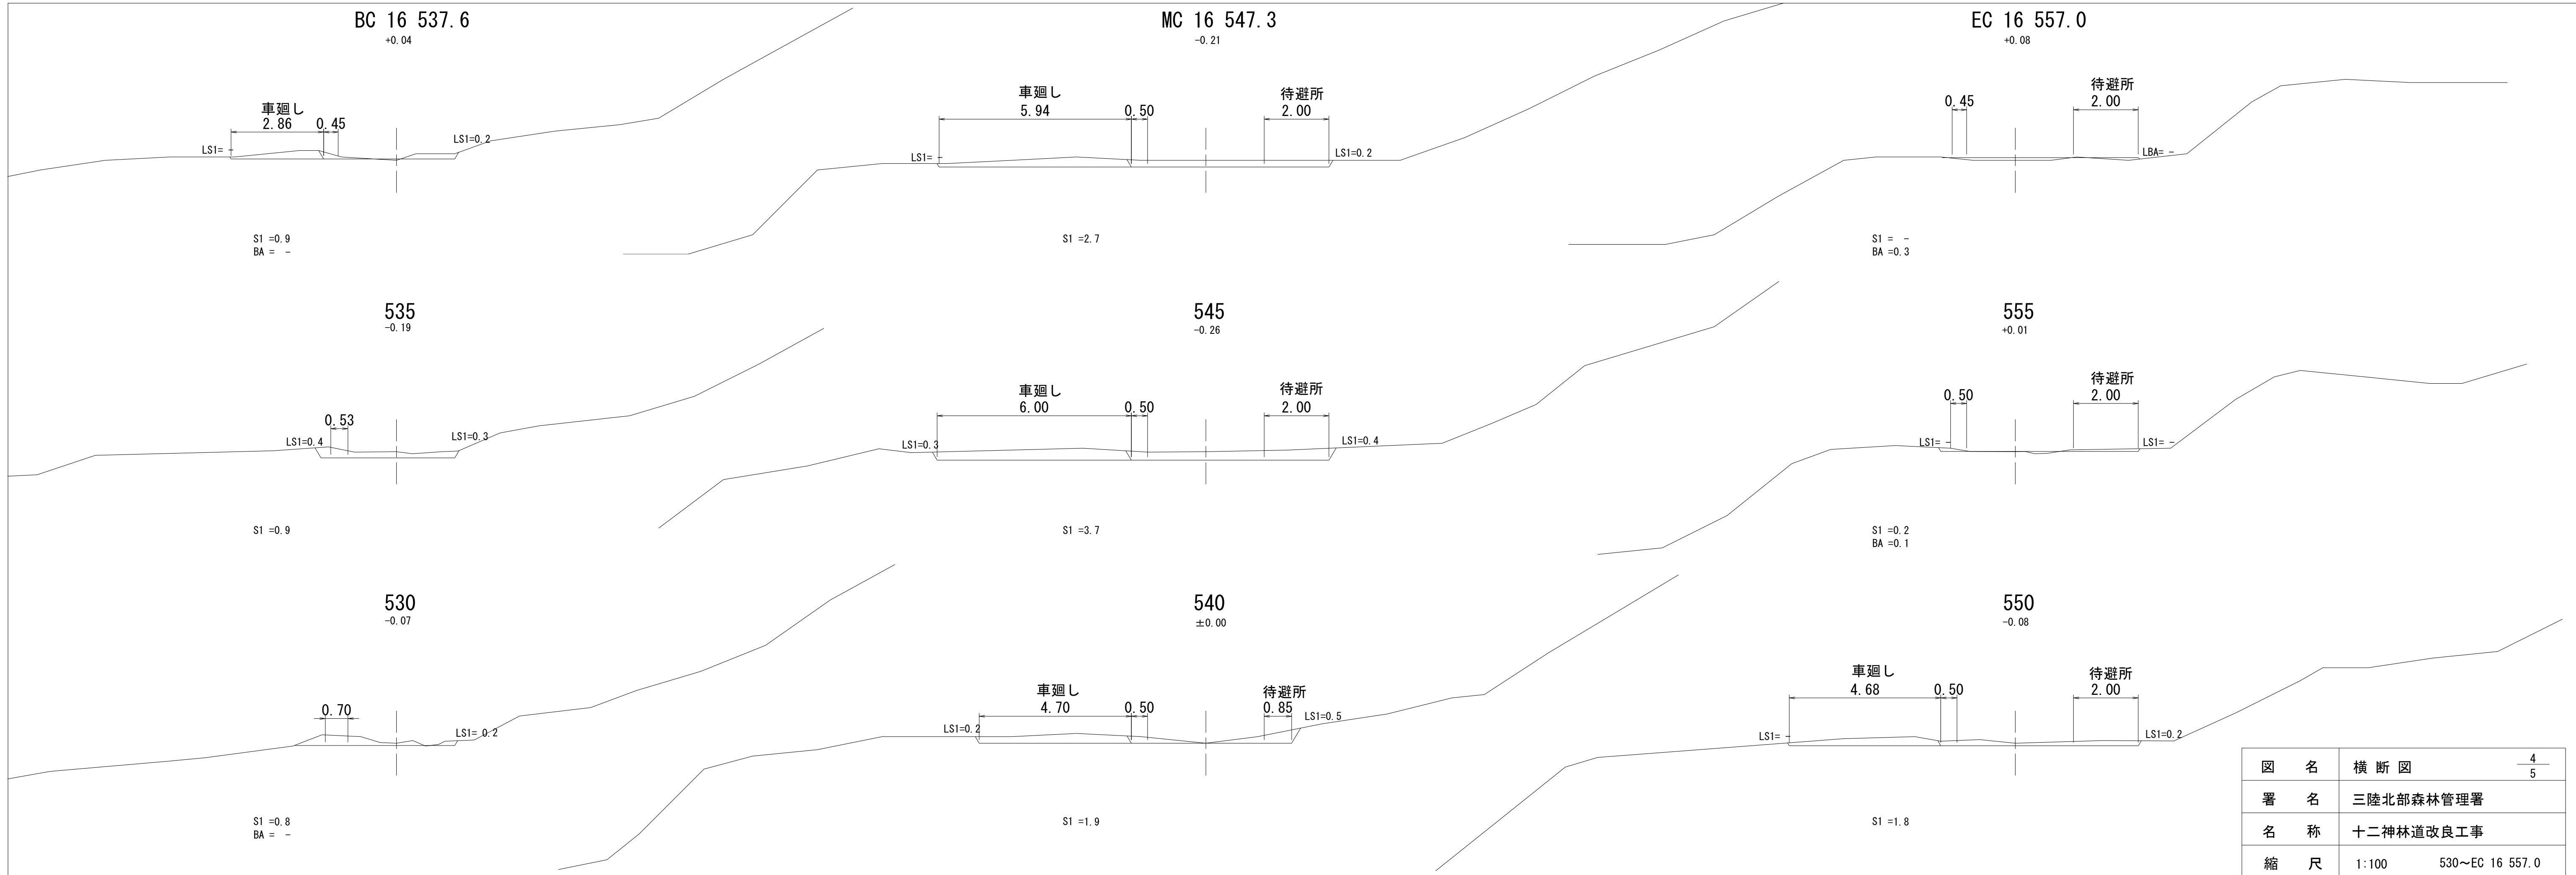 BC 16 537.6
+0.04
車廻し
2.86 0.45
LS1= -
LS1=0.2
S1 =0.9
BA = -
MC 16 547.3
-0.21
車廻し
5.94 0.50
待避所
2.00
LS1= -
LS1=0.2
S1 =2.7
EC 16 557.0
+0.08
0.45
待避所
2.00
LBA= -
S1 = -
BA =0.3
535
-0.19
0.53
LS1=0.4
LS1=0.3
S1 =0.9
545
-0.26
車廻し
6.00 0.50
待避所
2.00
LS1=0.3
LS1=0.4
S1 =3.7
555
+0.01
0.50
待避所
2.00
LS1= -
LS1= -
S1 =0.2
BA =0.1
530
-0.07
0.70
LS1= 0.2
S1 =0.8
BA = -
540
±0.00
車廻し
4.70 0.50
待避所
0.85
LS1=0.2
LS1=0.5
S1 =1.9
550
-0.08
車廻し
4.68 0.50
待避所
2.00
LS1= -
LS1=0.2
S1 =1.8
図 名 横断図 4/5
署 名 三陸北部森林管理署
名 称 十二神林道改良工事
縮 尺 1:100 530~EC 16 557.0